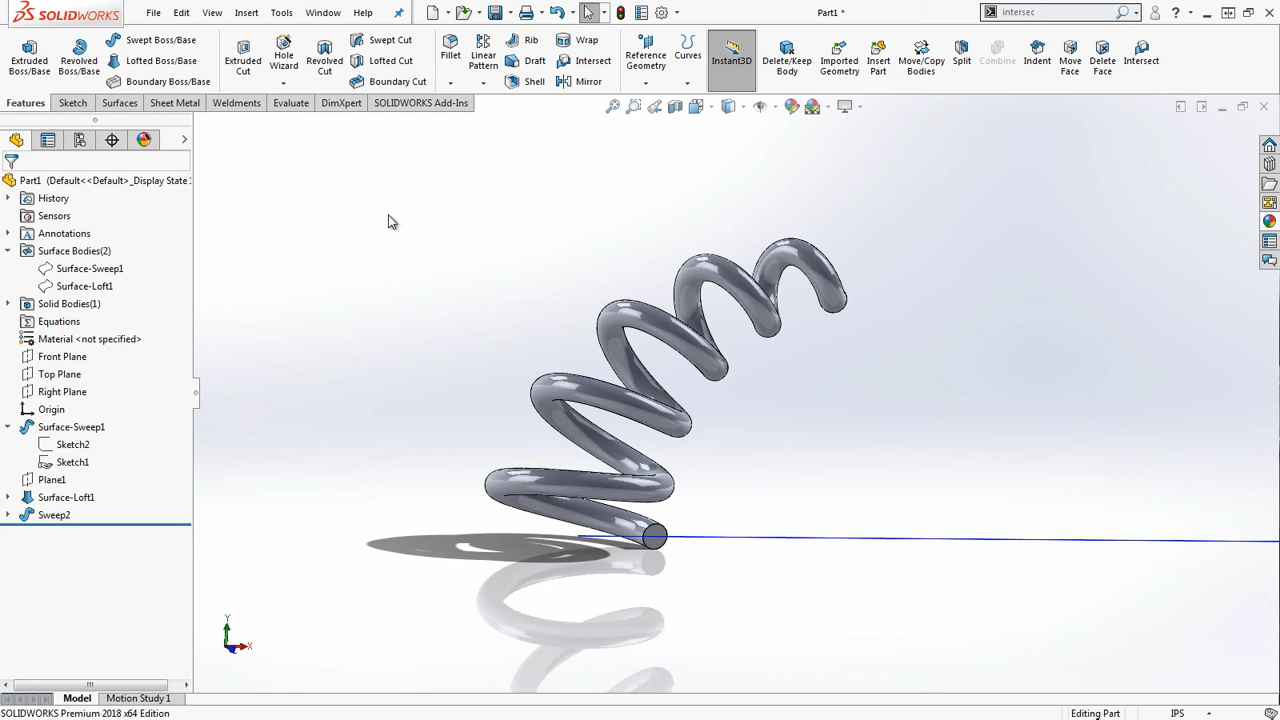 SOLIDWORKS File Edit View Insert Tools Window Help Part1 * intersec
Extruded Boss/Base
Revolved Boss/Base
Swept Boss/Base
Lofted Boss/Base
Boundary Boss/Base
Extruded Cut
Hole Wizard
Revolved Cut
Swept Cut
Lofted Cut
Boundary Cut
Fillet
Linear Pattern
Rib
Draft
Shell
Wrap
Intersect
Mirror
Reference Geometry
Curves
Instant3D
Delete/Keep Body
Imported Geometry
Insert Part
Move/Copy Bodies
Split
Combine
Indent
Move Face
Delete Face
Intersect
Features Sketch Surfaces Sheet Metal Weldments Evaluate DimXpert SOLIDWORKS Add-Ins
Part1 (Default<<Default>_Display State
History
Sensors
Annotations
Surface Bodies(2)
Surface-Sweep1
Surface-Loft1
Solid Bodies(1)
Equations
Material <not specified>
Front Plane
Top Plane
Right Plane
Origin
Surface-Sweep1
Sketch2
Sketch1
Plane1
Surface-Loft1
Sweep2
Y
X
Model Motion Study 1
SOLIDWORKS Premium 2018 x64 Edition Editing Part IPS